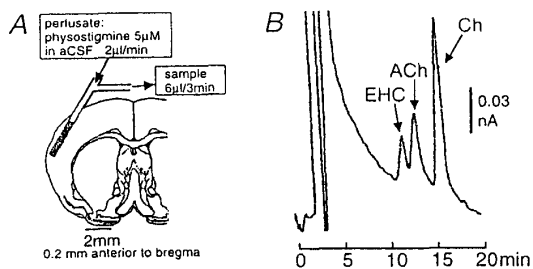 A
perlusate:
physostigmine 5μM
in aCSF 2μl/min
sample
6μl/3min
2mm
0.2 mm anterior to bregma
B
EHC
ACh
Ch
0.03
nA
0 5 10 15 20min